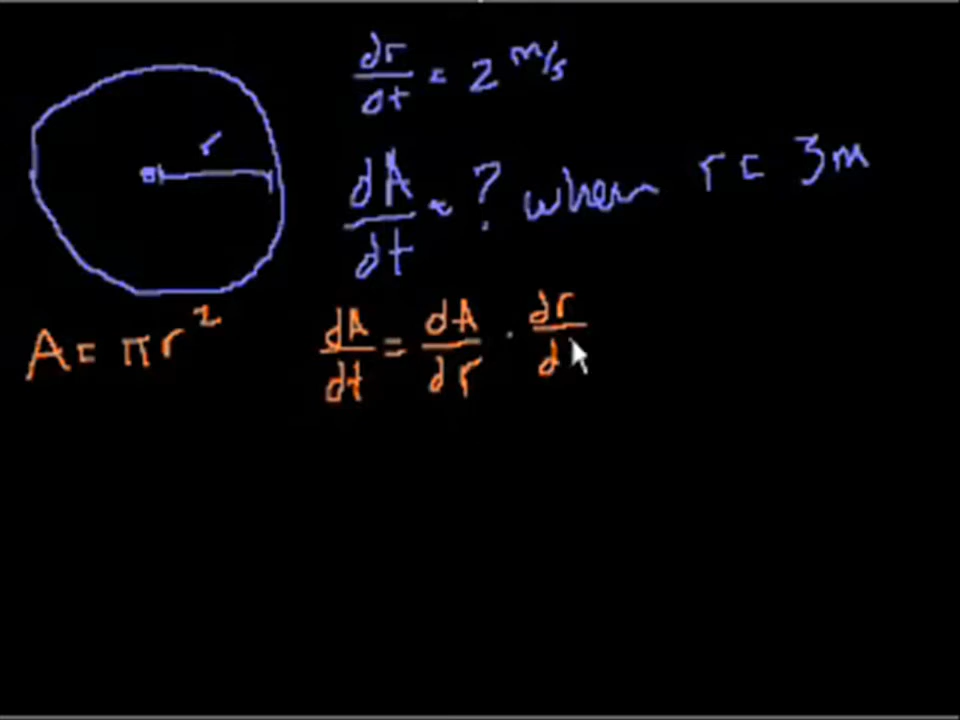 r
dr/dt = 2 m/s
dA/dt = ? when r = 3m
A = πr²
dA/dt = dA/dr · dr/d